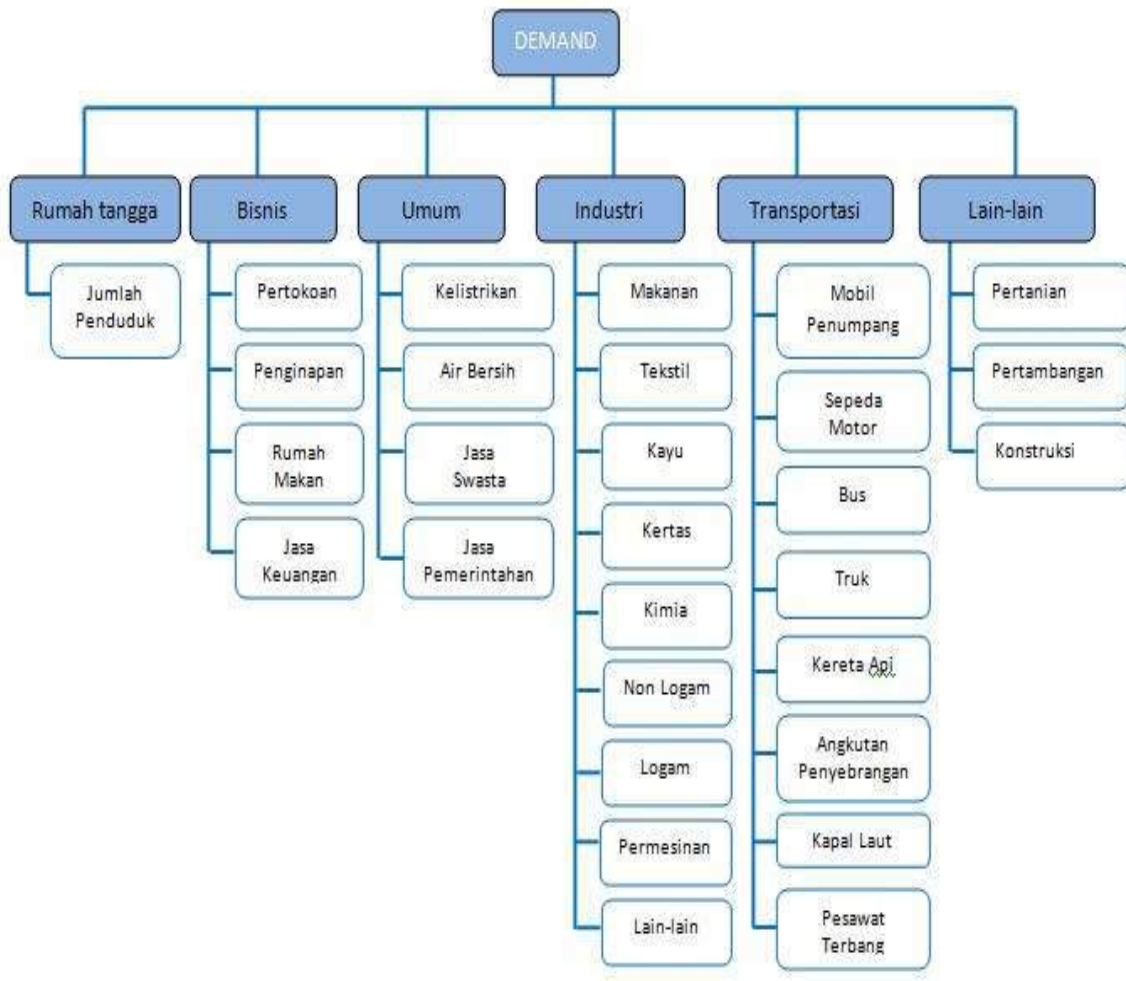 DEMAND
Rumah tangga
Bisnis
Umum
Industri
Transportasi
Lain-lain
Jumlah
Penduduk
Pertokoan
Penginapan
Rumah
Makan
Jasa
Keuangan
Kelistrikan
Air Bersih
Jasa
Swasta
Jasa
Pemerintahan
Makanan
Tekstil
Kayu
Kertas
Kimia
Non Logam
Logam
Permesinan
Lain-lain
Mobil
Penumpang
Sepeda
Motor
Bus
Truk
Kereta Api
Angkutan
Penyebrangan
Kapal Laut
Pesawat
Terbang
Pertanian
Pertambangan
Konstruksi